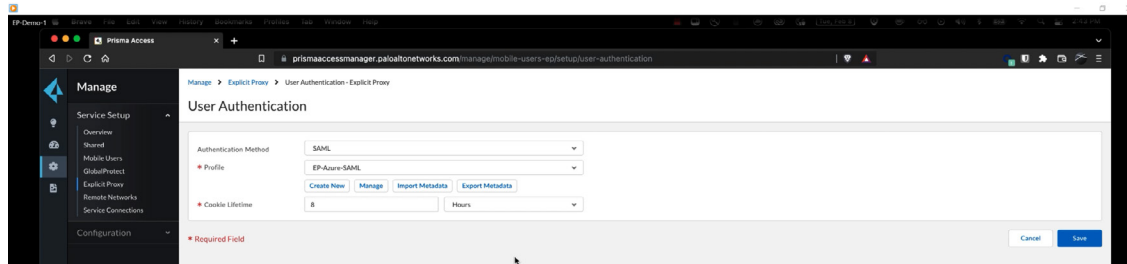 EP-Demo-1 Brave File Edit View History Bookmarks Profiles Tab Window Help
Prisma Access
prismaaccessmanager.paloaltonetworks.com/manage/mobile-users-ep/setup/user-authentication
Manage
Manage > Explicit Proxy > User Authentication - Explicit Proxy
User Authentication
Service Setup
Overview
Shared
Mobile Users
GlobalProtect
Explicit Proxy
Remote Networks
Service Connections
Configuration
Authentication Method SAML
* Profile EP-Azure-SAML
Create New Manage Import Metadata Export Metadata
* Cookie Lifetime 8 Hours
* Required Field
Cancel Save